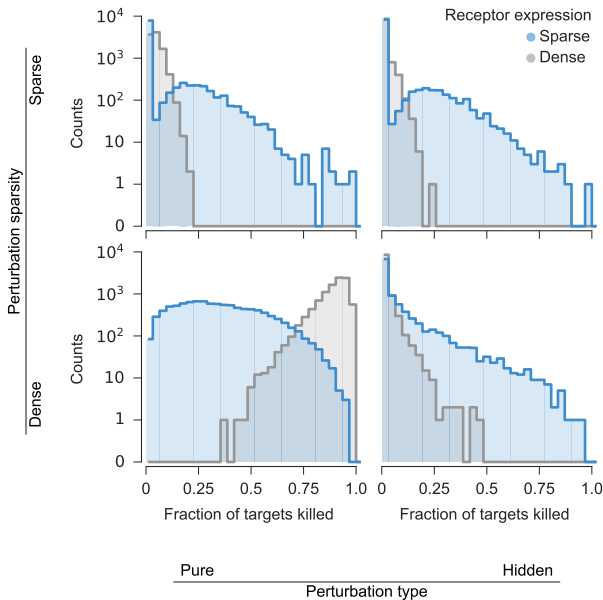 Receptor expression
Sparse
Dense
Perturbation sparsity
Sparse
Counts
10^4
10^3
10^2
10
1
0
Dense
Counts
10^4
10^3
10^2
10
1
0
0 0.25 0.5 0.75 1.0
0 0.25 0.5 0.75 1.0
Fraction of targets killed
Fraction of targets killed
Pure
Hidden
Perturbation type